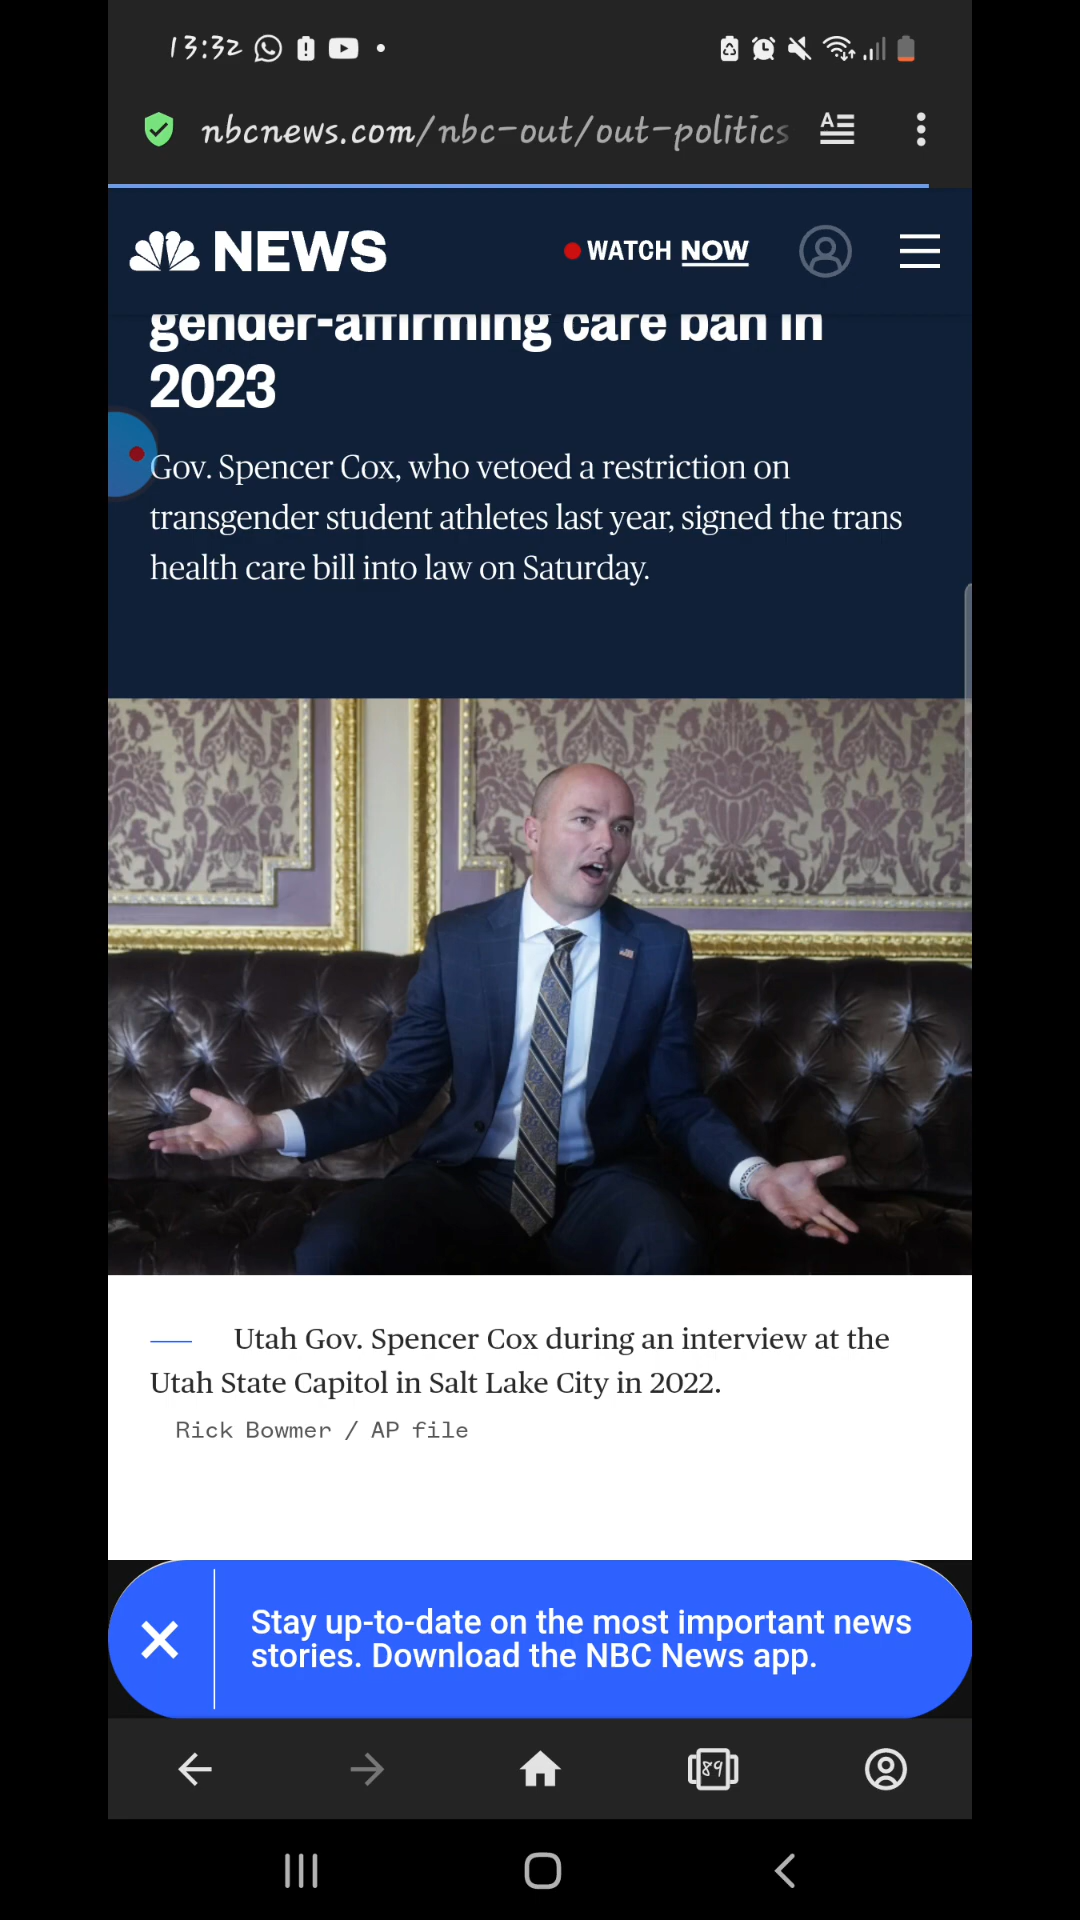 13:32
nbcnews.com/nbc-out/out-politics
NEWS
WATCH NOW
gender-affirming care ban in
2023
Gov. Spencer Cox, who vetoed a restriction on
transgender student athletes last year, signed the trans
health care bill into law on Saturday.
Utah Gov. Spencer Cox during an interview at the
Utah State Capitol in Salt Lake City in 2022.
Rick Bowmer / AP file
Stay up-to-date on the most important news
stories. Download the NBC News app.
89